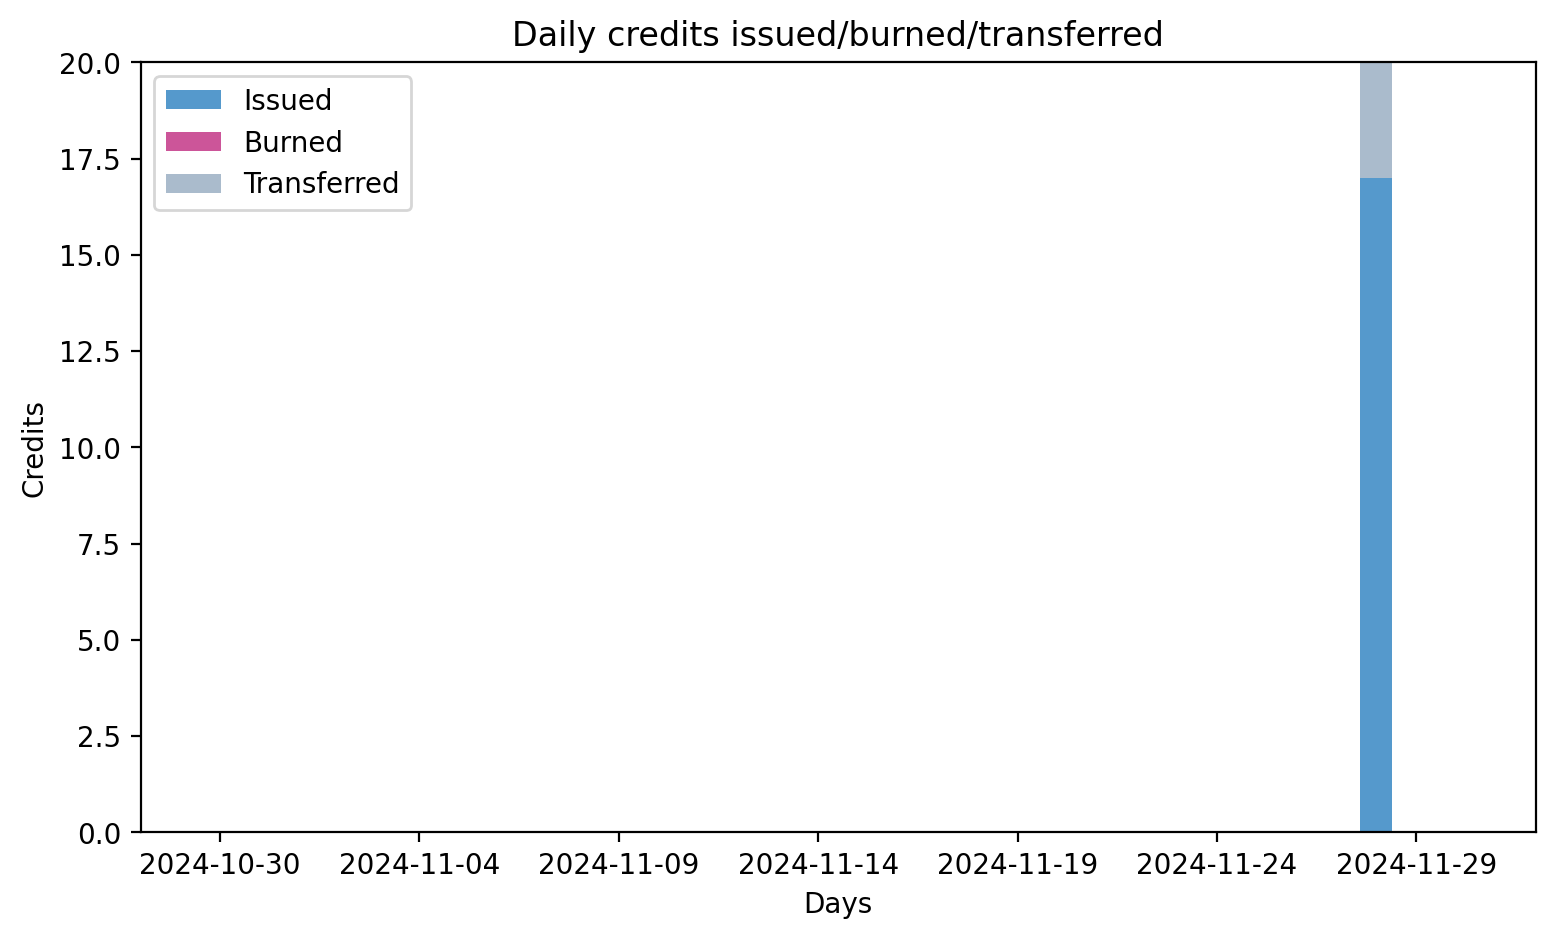 Daily credits issued/burned/transferred
Issued
Burned
Transferred
20.0
17.5
15.0
12.5
10.0
7.5
5.0
2.5
0.0
Credits
2024-10-30 2024-11-04 2024-11-09 2024-11-14 2024-11-19 2024-11-24 2024-11-29
Days